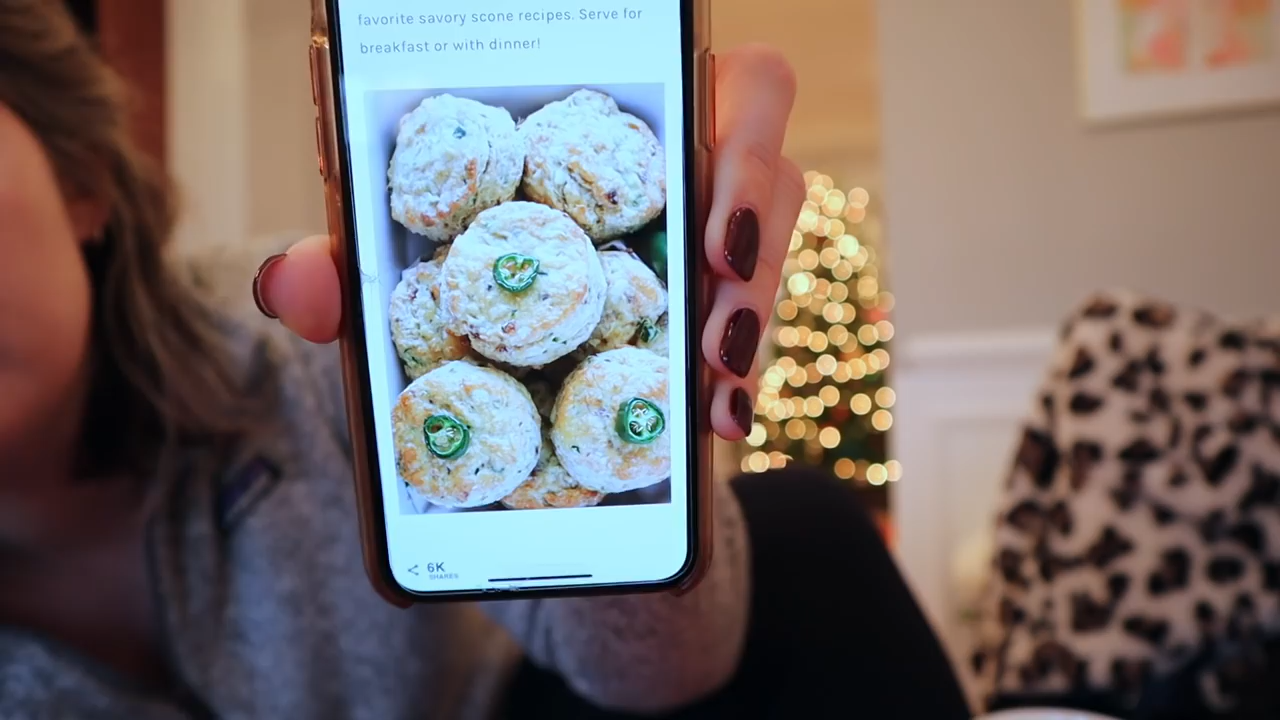 favorite savory scone recipes. Serve for
breakfast or with dinner!
6K
SHARES